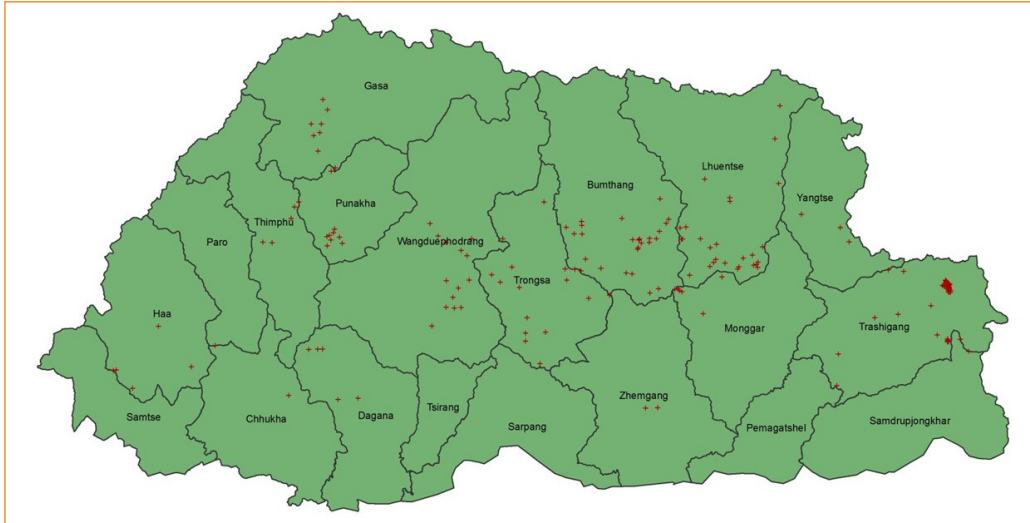 Gasa
Lhuentse
Bumthang
Yangtse
Punakha
Thimphu
Paro
Wangduephodrang
Trongsa
Haa
Monggar
Trashigang
Zhemgang
Samtse
Chhukha
Dagana
Tsirang
Sarpang
Pemagatshel
Samdrupjongkhar